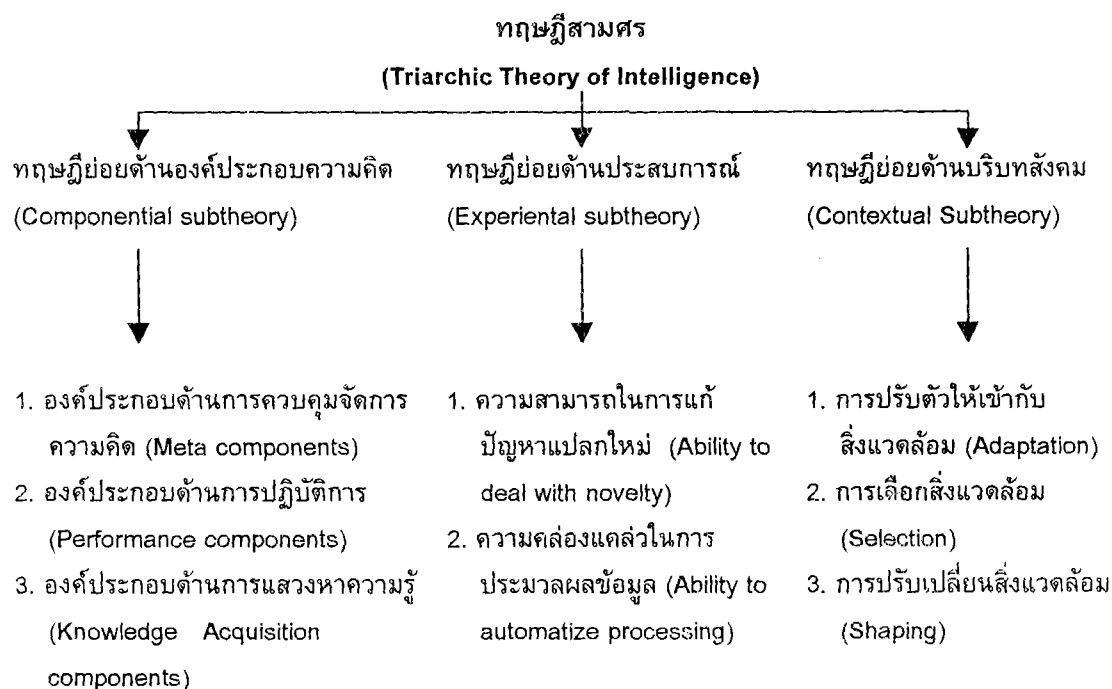 ทฤษฎีสามศร
(Triarchic Theory of Intelligence)
ทฤษฎีย่อยด้านองค์ประกอบความคิด
(Componential subtheory)
ทฤษฎีย่อยด้านประสบการณ์
(Experiental subtheory)
ทฤษฎีย่อยด้านบริบทสังคม
(Contextual Subtheory)
1. องค์ประกอบด้านการควบคุมจัดการ
ความคิด (Meta components)
2. องค์ประกอบด้านการปฏิบัติการ
(Performance components)
3. องค์ประกอบด้านการแสวงหาความรู้
(Knowledge Acquisition
components)
1. ความสามารถในการแก้
ปัญหาแปลกใหม่ (Ability to
deal with novelty)
2. ความคล่องแคล่วในการ
ประมวลผลข้อมูล (Ability to
automatize processing)
1. การปรับตัวให้เข้ากับ
สิ่งแวดล้อม (Adaptation)
2. การเลือกสิ่งแวดล้อม
(Selection)
3. การปรับเปลี่ยนสิ่งแวดล้อม
(Shaping)